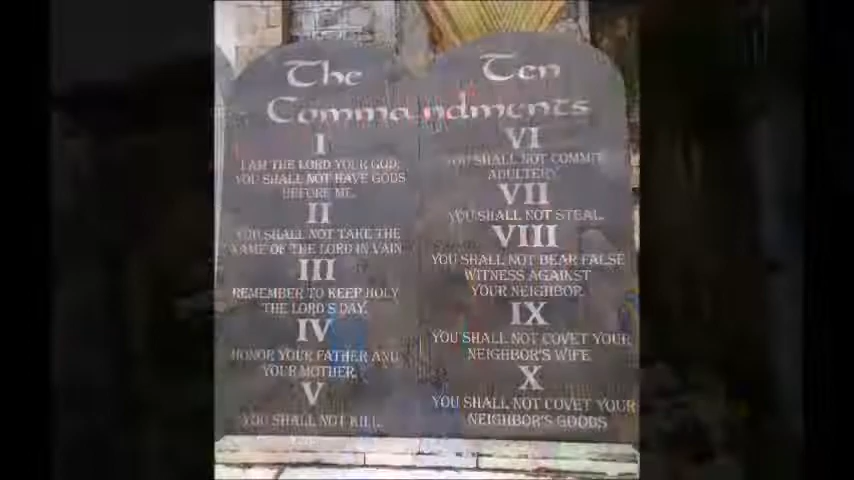 The Ten
Commandments
I
I AM THE LORD YOUR GOD.
YOU SHALL NOT HAVE GODS
BEFORE ME.
II
YOU SHALL NOT TAKE THE
NAME OF THE LORD IN VAIN
III
REMEMBER TO KEEP HOLY
THE LORD'S DAY.
IV
HONOR YOUR FATHER AND
YOUR MOTHER.
V
YOU SHALL NOT KILL.
VI
YOU SHALL NOT COMMIT
ADULTERY.
VII
YOU SHALL NOT STEAL.
VIII
YOU SHALL NOT BEAR FALSE
WITNESS AGAINST
YOUR NEIGHBOR.
IX
YOU SHALL NOT COVET YOUR
NEIGHBOR'S WIFE
X
YOU SHALL NOT COVET YOUR
NEIGHBOR'S GOODS